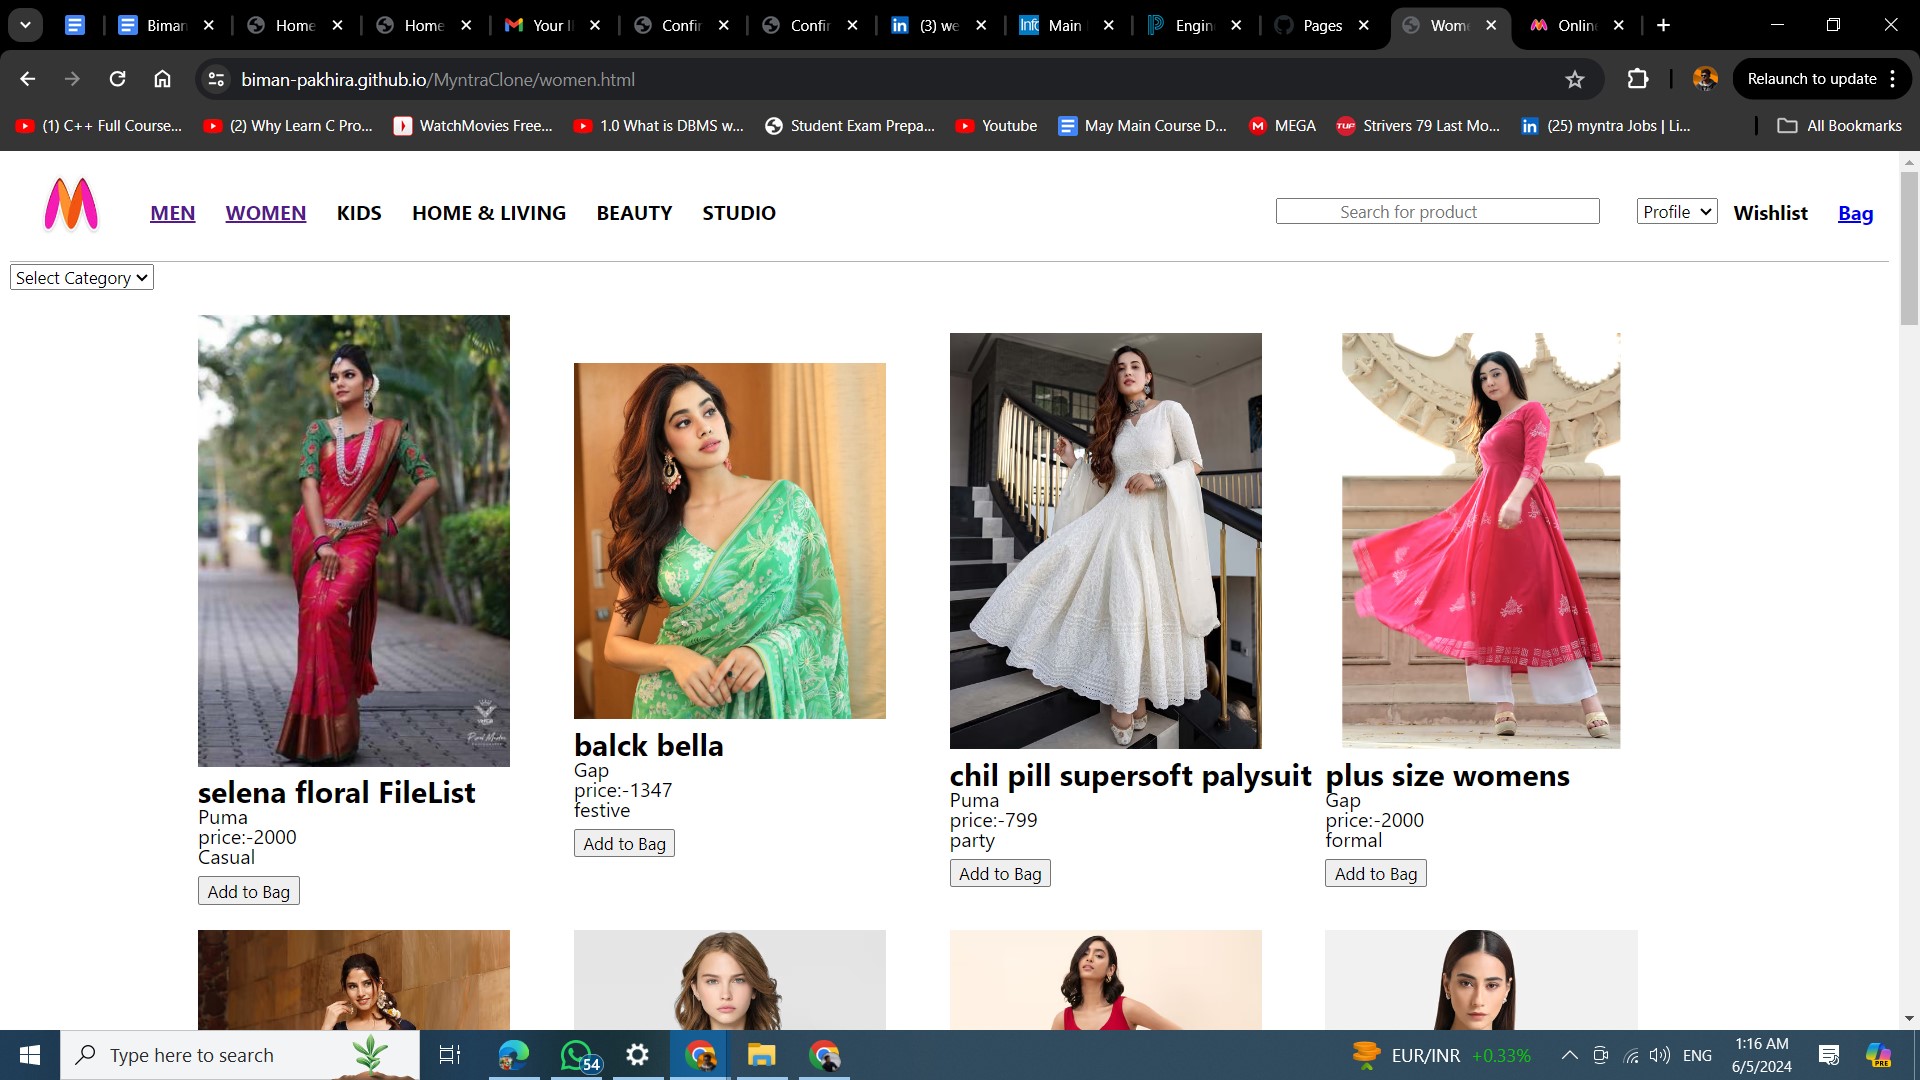 Biman
Home
Home
Your I
Confir
Confir
(3) we
Main
Engin
Pages
Wome
Online
biman-pakhira.github.io/MyntraClone/women.html
Relaunch to update
(1) C++ Full Course...
(2) Why Learn C Pro...
WatchMovies Free...
1.0 What is DBMS w...
Student Exam Prepa...
Youtube
May Main Course D...
MEGA
Strivers 79 Last Mo...
(25) myntra Jobs | Li...
All Bookmarks
MEN
WOMEN
KIDS
HOME & LIVING
BEAUTY
STUDIO
Search for product
Profile
Wishlist
Bag
Select Category
selena floral FileList
Puma
price:-2000
Casual
Add to Bag
balck bella
Gap
price:-1347
festive
Add to Bag
chil pill supersoft palysuit
Puma
price:-799
party
Add to Bag
plus size womens
Gap
price:-2000
formal
Add to Bag
Type here to search
54
EUR/INR +0.33%
ENG
1:16 AM
6/5/2024